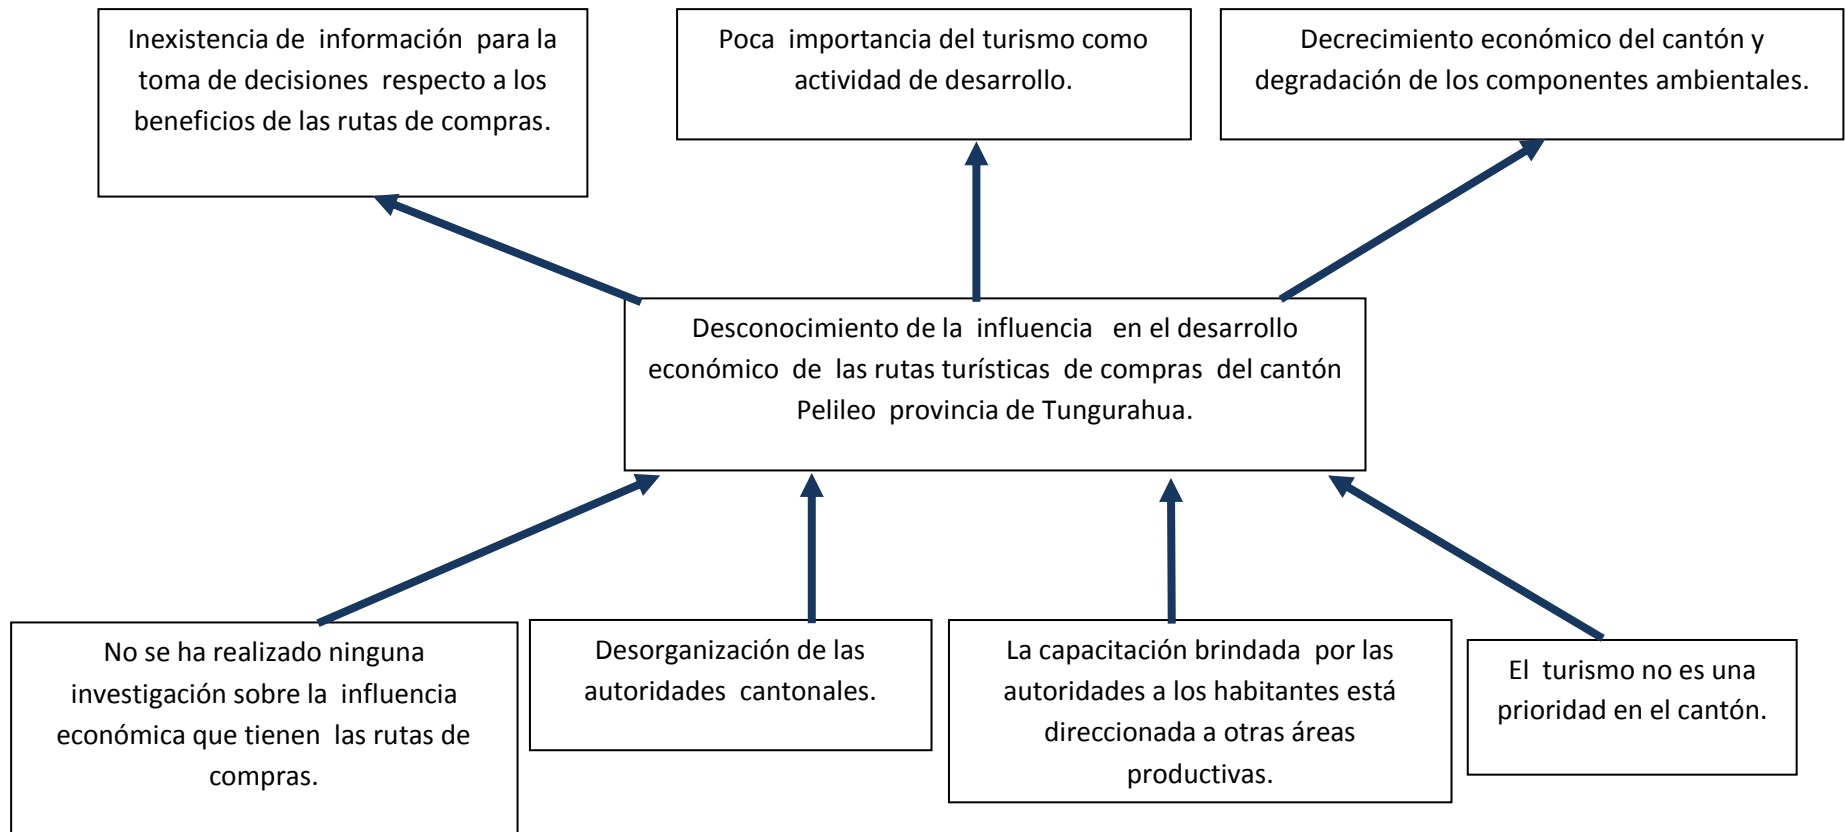 Inexistencia de información para la
toma de decisiones respecto a los
beneficios de las rutas de compras.
Poca importancia del turismo como
actividad de desarrollo.
Decrecimiento económico del cantón y
degradación de los componentes ambientales.
Desconocimiento de la influencia en el desarrollo
económico de las rutas turísticas de compras del cantón
Pelileo provincia de Tungurahua.
No se ha realizado ninguna
investigación sobre la influencia
económica que tienen las rutas de
compras.
Desorganización de las
autoridades cantonales.
La capacitación brindada por las
autoridades a los habitantes está
direccionada a otras áreas
productivas.
El turismo no es una
prioridad en el cantón.